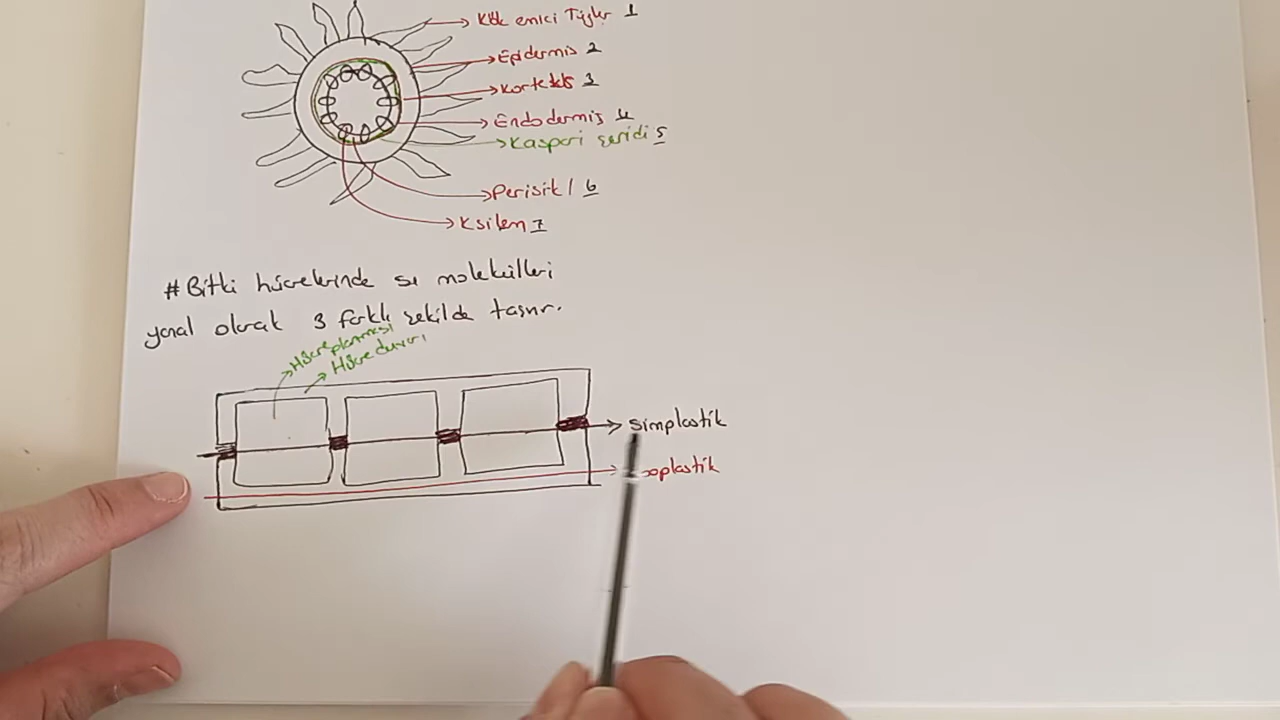 Kök emici Tüyler 1
Epidermis 2
Korteks 3
Endodermis 4
Kaspari şeridi 5
Perisikl 6
Ksilem 7
#Bitki hücrelerinde su molekülleri
yanal olarak 3 farklı şekilde taşınır.
Hücre plazması
Hücre duvarı
Simplastik
oplastik